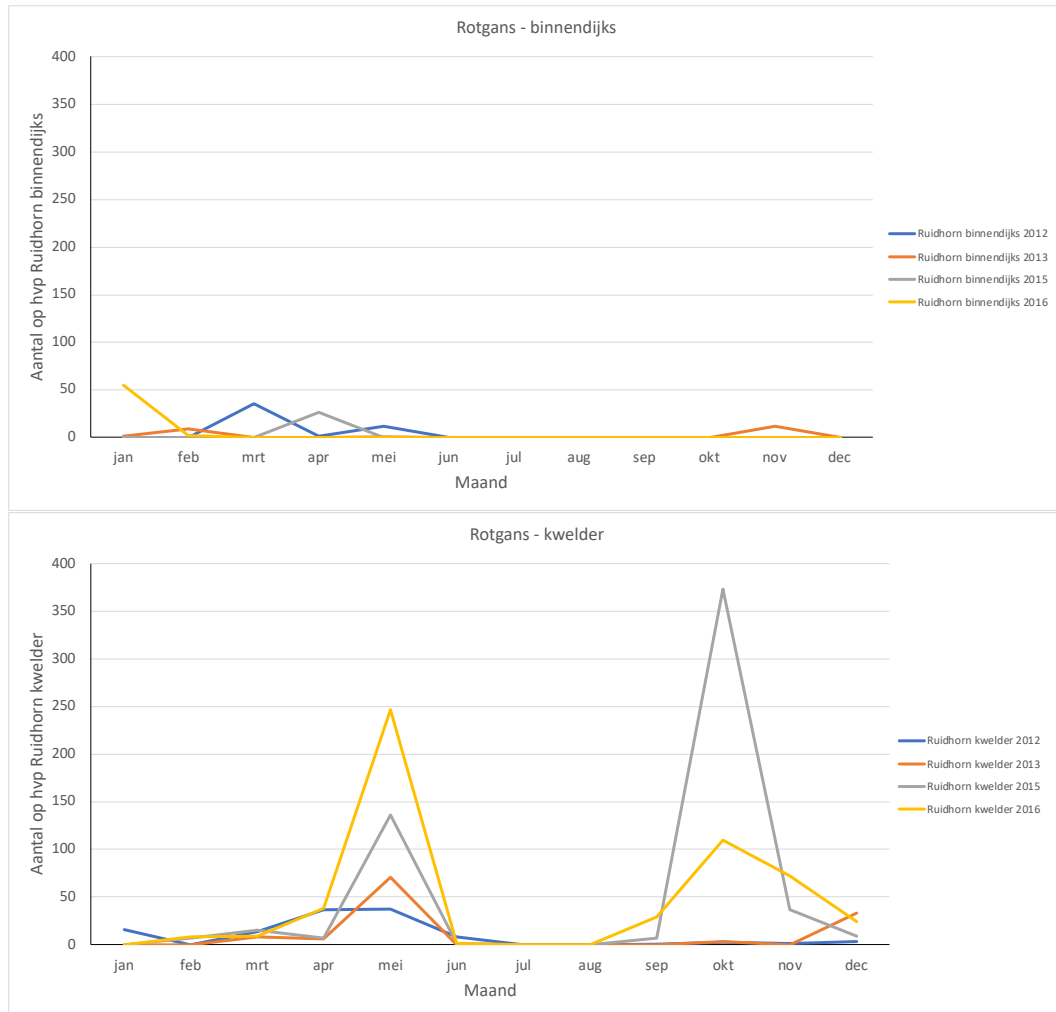 Rotgans - binnendijks
400
350
300
250
200
150
100
50
0
Aantal op hvp Ruidhorn binnendijks
jan feb mrt apr mei jun jul aug sep okt nov dec
Maand
Ruidhorn binnendijks 2012
Ruidhorn binnendijks 2013
Ruidhorn binnendijks 2015
Ruidhorn binnendijks 2016
Rotgans - kwelder
400
350
300
250
200
150
100
50
0
Aantal op hvp Ruidhorn kwelder
jan feb mrt apr mei jun jul aug sep okt nov dec
Maand
Ruidhorn kwelder 2012
Ruidhorn kwelder 2013
Ruidhorn kwelder 2015
Ruidhorn kwelder 2016